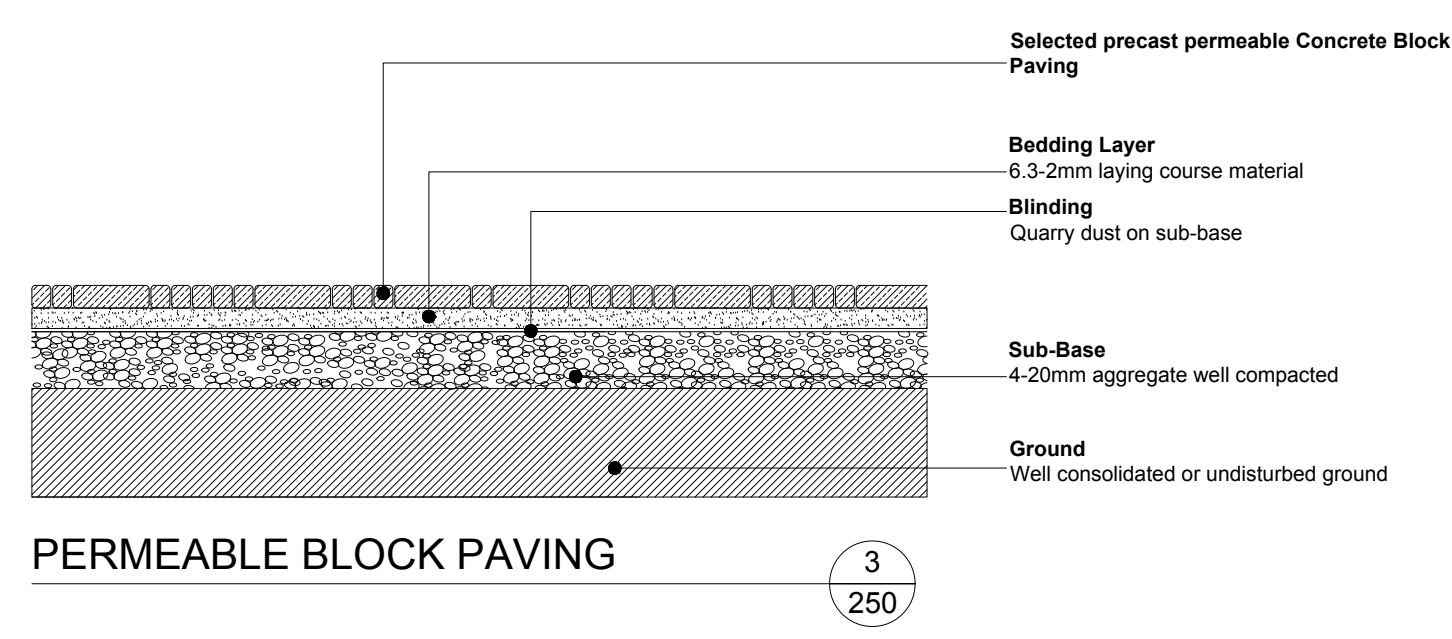 Selected precast permeable Concrete Block
Paving
Bedding Layer
6.3-2mm laying course material
Blinding
Quarry dust on sub-base
Sub-Base
4-20mm aggregate well compacted
Ground
Well consolidated or undisturbed ground
PERMEABLE BLOCK PAVING
3
250